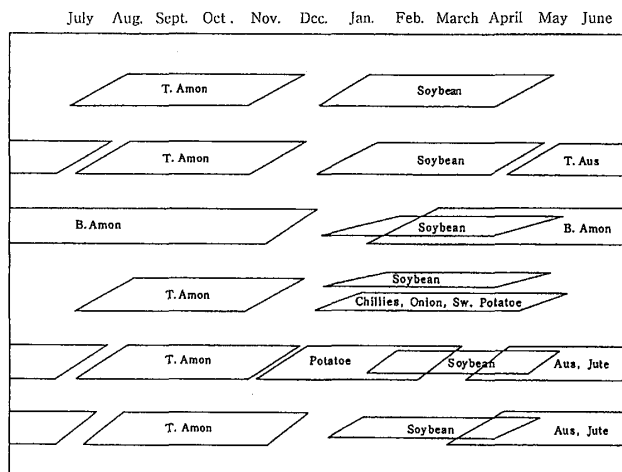 July Aug. Sept. Oct. Nov. Dcc. Jan. Feb. March April May June
T. Amon Soybean
T. Amon Soybean T. Aus
B. Amon Soybean B. Amon
Soybean
T. Amon
Chillies, Onion, Sw. Potatoe
T. Amon Potatoe Soybean Aus, Jute
T. Amon Soybean Aus, Jute